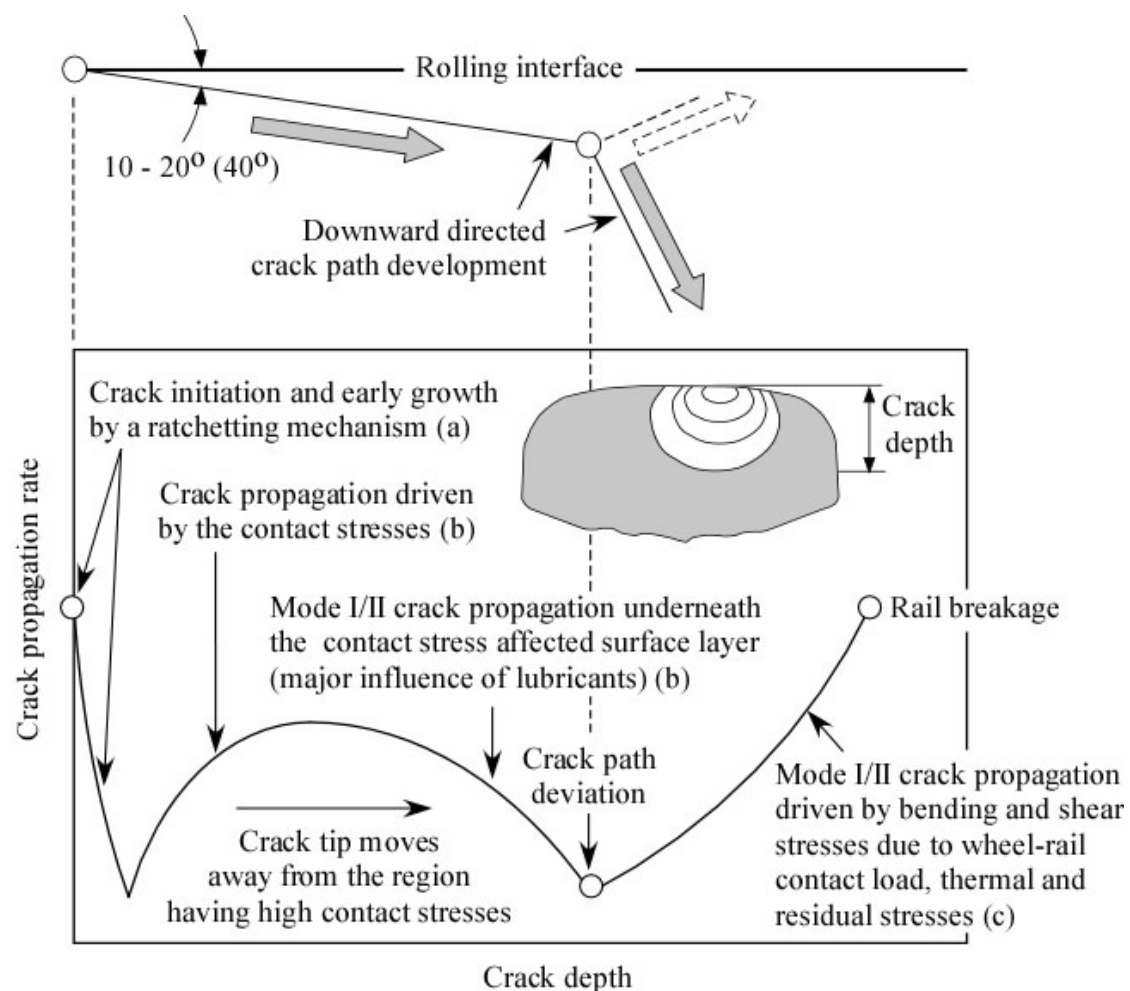 Rolling interface
10 - 20⁰ (40⁰)
Downward directed
crack path development
Crack initiation and early growth
by a ratchetting mechanism (a)
Crack
depth
Crack propagation driven
by the contact stresses (b)
Mode I/II crack propagation underneath
the contact stress affected surface layer
(major influence of lubricants) (b)
Rail breakage
Crack path
deviation
Crack tip moves
away from the region
having high contact stresses
Mode I/II crack propagation
driven by bending and shear
stresses due to wheel-rail
contact load, thermal and
residual stresses (c)
Crack propagation rate
Crack depth